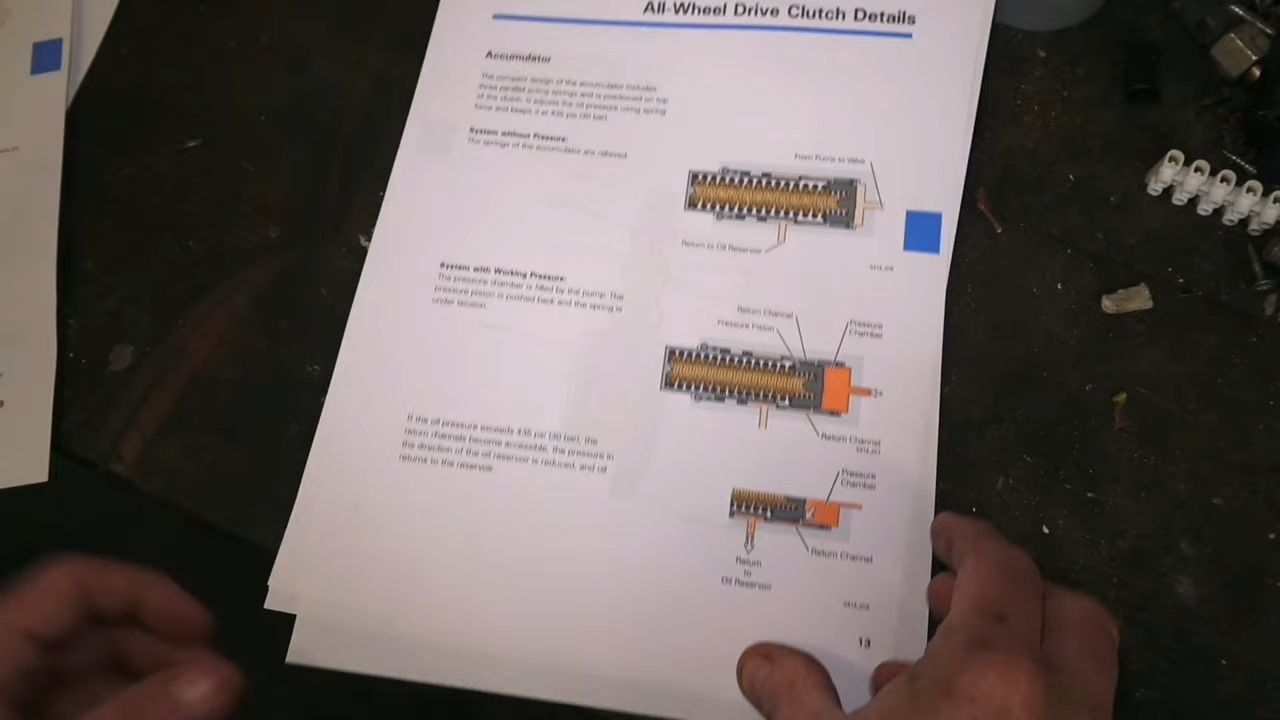 All-Wheel Drive Clutch Details
Accumulator
The compact design of the accumulator includes
three parallel acting springs and is positioned on top
of the clutch. It adjusts the oil pressure using spring
force and keeps it at 435 psi (30 bar).
System without Pressure:
The springs of the accumulator are relieved.
From Pump to Valve
Return to Oil Reservoir
System with Working Pressure:
The pressure chamber is filled by the pump. The
pressure piston is pushed back and the spring is
under tension.
Return Channel
Pressure Piston
Pressure
Chamber
Return Channel
If the oil pressure exceeds 435 psi (30 bar), the
return channels become accessible, the pressure in
the direction of the oil reservoir is reduced, and oil
returns to the reservoir.
Pressure
Chamber
Return Channel
Return
to
Oil Reservoir
13